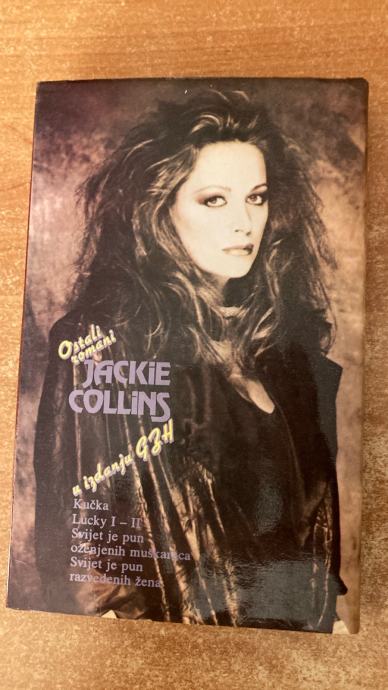 Ostali
romani
JACKIE
COLLINS
u izdanju GZH
Kučka
Lucky I – II
Svijet je pun
oženjenih muškaraca
Svijet je pun
razvedenih žena